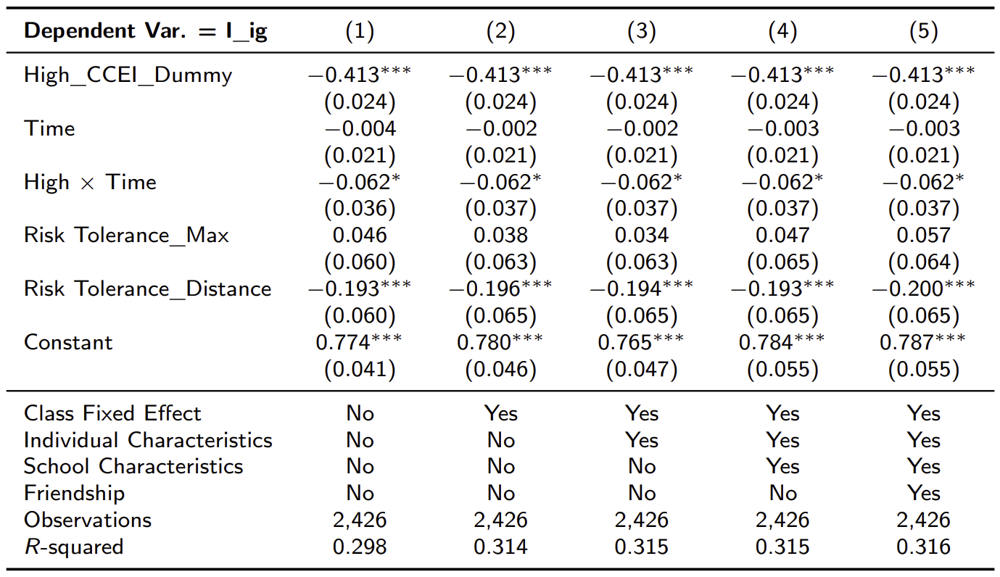 Dependent Var. = I_ig (1) (2) (3) (4) (5)
High_CCEI_Dummy −0.413*** −0.413*** −0.413*** −0.413*** −0.413***
(0.024) (0.024) (0.024) (0.024) (0.024)
Time −0.004 −0.002 −0.002 −0.003 −0.003
(0.021) (0.021) (0.021) (0.021) (0.021)
High × Time −0.062* −0.062* −0.062* −0.062* −0.062*
(0.036) (0.037) (0.037) (0.037) (0.037)
Risk Tolerance_Max 0.046 0.038 0.034 0.047 0.057
(0.060) (0.063) (0.063) (0.065) (0.064)
Risk Tolerance_Distance −0.193*** −0.196*** −0.194*** −0.193*** −0.200***
(0.060) (0.065) (0.065) (0.065) (0.065)
Constant 0.774*** 0.780*** 0.765*** 0.784*** 0.787***
(0.041) (0.046) (0.047) (0.055) (0.055)
Class Fixed Effect No Yes Yes Yes Yes
Individual Characteristics No No Yes Yes Yes
School Characteristics No No No Yes Yes
Friendship No No No No Yes
Observations 2,426 2,426 2,426 2,426 2,426
R-squared 0.298 0.314 0.315 0.315 0.316